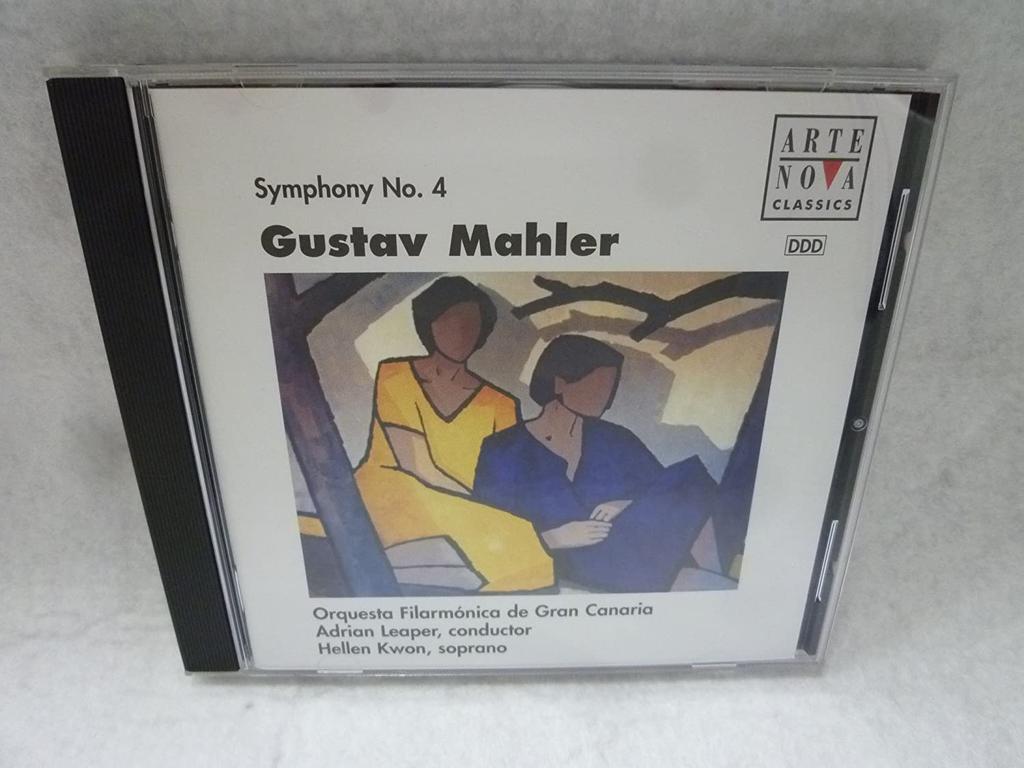 ARTE
NOVA
CLASSICS
Symphony No. 4
Gustav Mahler
DDD
Orquesta Filarmónica de Gran Canaria
Adrian Leaper, conductor
Hellen Kwon, soprano